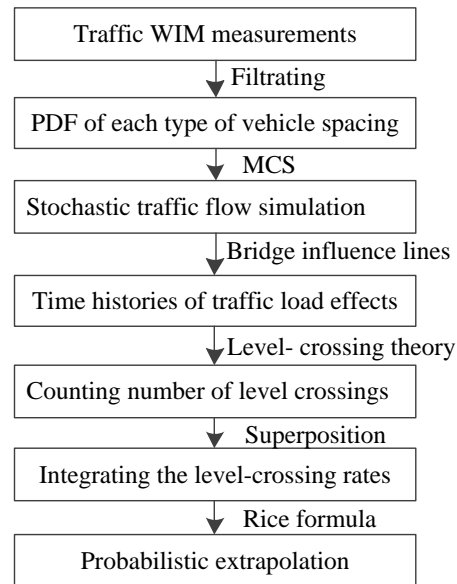 Traffic WIM measurements
Filtrating
PDF of each type of vehicle spacing
MCS
Stochastic traffic flow simulation
Bridge influence lines
Time histories of traffic load effects
Level- crossing theory
Counting number of level crossings
Superposition
Integrating the level-crossing rates
Rice formula
Probabilistic extrapolation